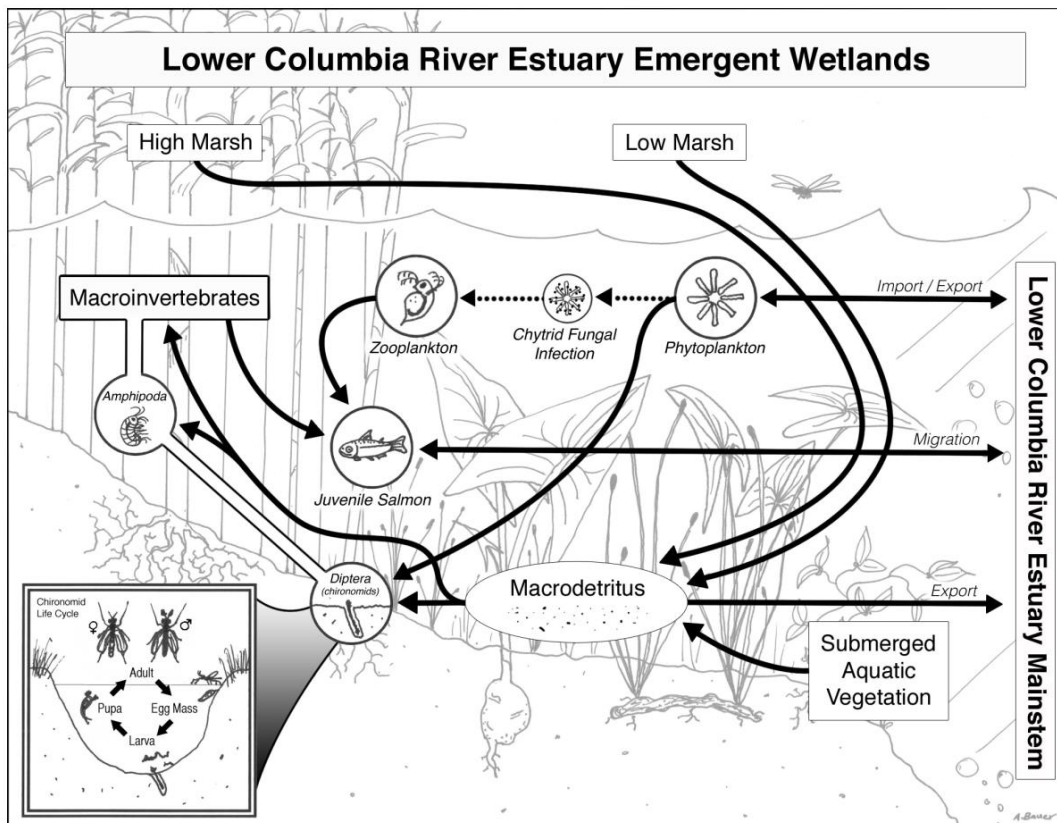 Lower Columbia River Estuary Emergent Wetlands
High Marsh
Low Marsh
Macroinvertebrates
Zooplankton
Chytrid Fungal
Infection
Phytoplankton
Import / Export
Amphipoda
Juvenile Salmon
Migration
Diptera
(chironomids)
Macrodetritus
Export
Submerged
Aquatic
Vegetation
Lower Columbia River Estuary Mainstem
Chironomid
Life Cycle
♀
♂
Adult
Pupa
Egg Mass
Larva
A.Bauer